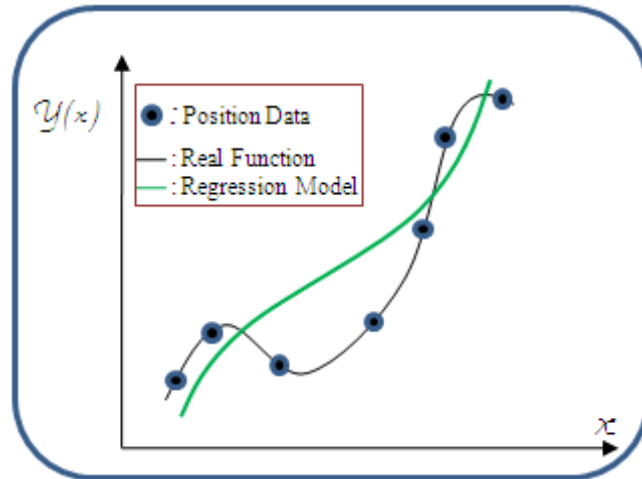 Y(x)
: Position Data
: Real Function
: Regression Model
x